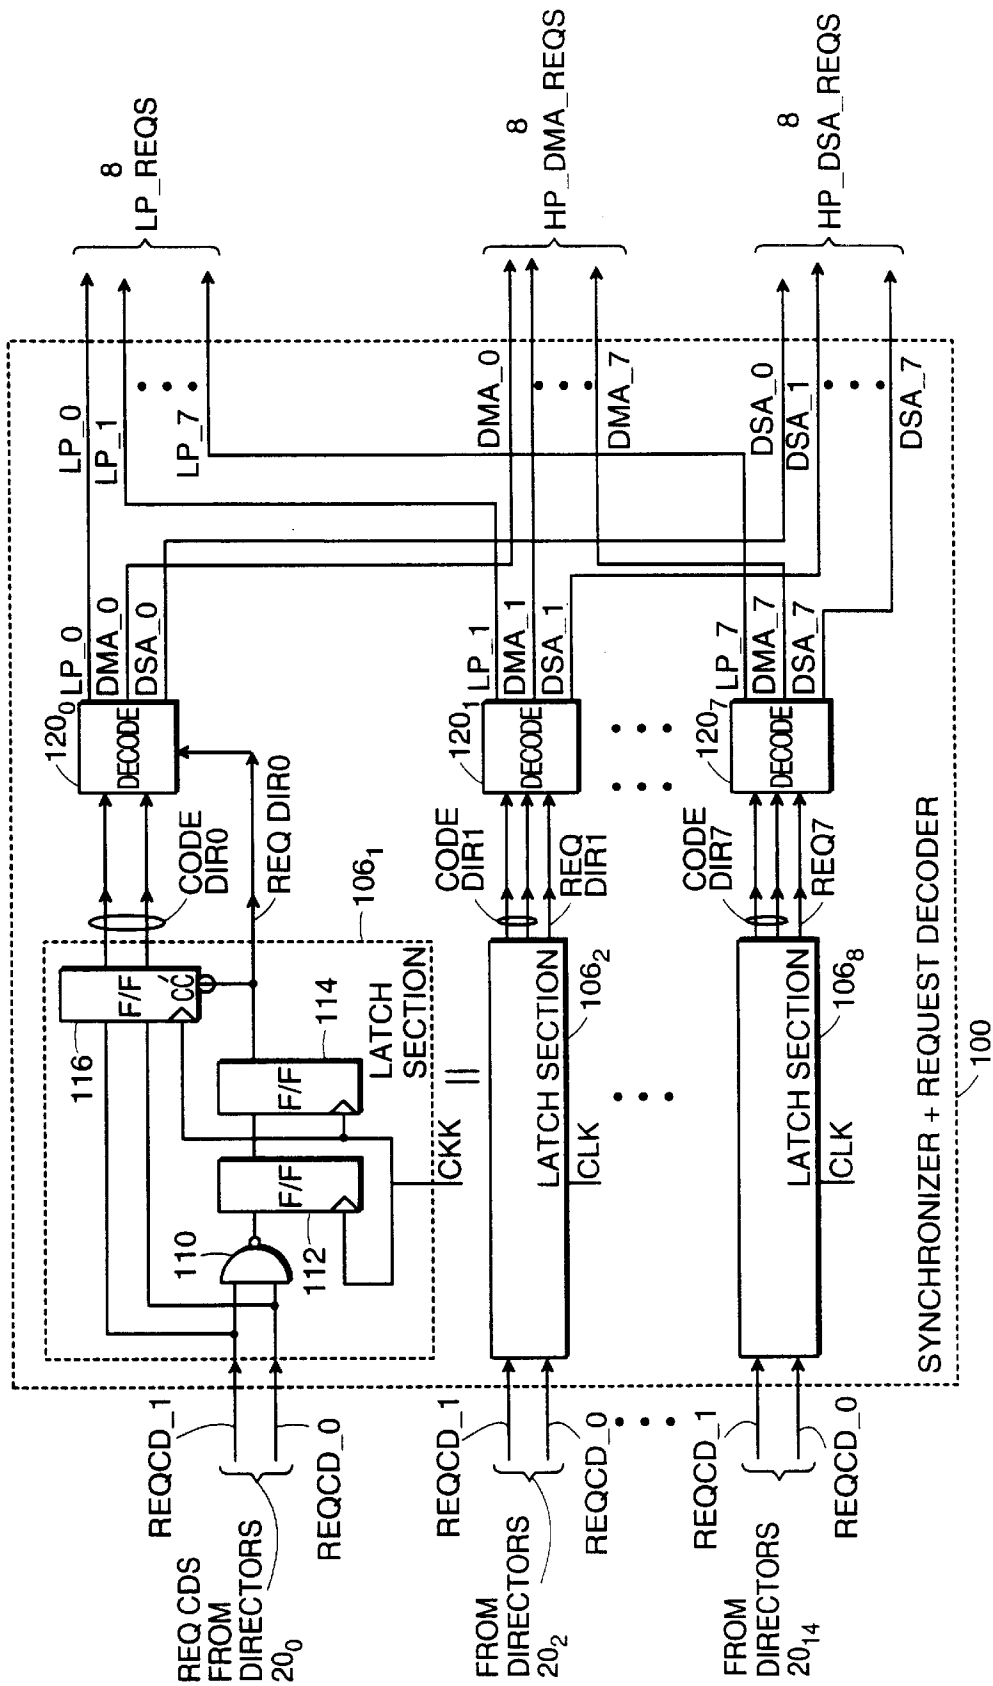 REQ CDS
FROM
DIRECTORS
20₀
REQCD_1
REQCD_0
110
112
F/F
F/F
114
116
F/F
CC'
LATCH
SECTION
106₁
CODE
DIR0
REQ DIR0
120₀
DECODE
LP_0
DMA_0
DSA_0
LP_0
LP_1
LP_7
8
LP_REQS
CKK
FROM
DIRECTORS
20₂
REQCD_1
REQCD_0
LATCH SECTION
106₂
CLK
CODE
DIR1
REQ
DIR1
120₁
DECODE
LP_1
DMA_1
DSA_1
DMA_0
DMA_7
8
HP_DMA_REQS
FROM
DIRECTORS
20₁₄
REQCD_1
REQCD_0
LATCH SECTION
106₈
CLK
CODE
DIR7
REQ7
120₇
DECODE
LP_7
DMA_7
DSA_7
DSA_0
DSA_1
DSA_7
8
HP_DSA_REQS
SYNCHRONIZER + REQUEST DECODER
100